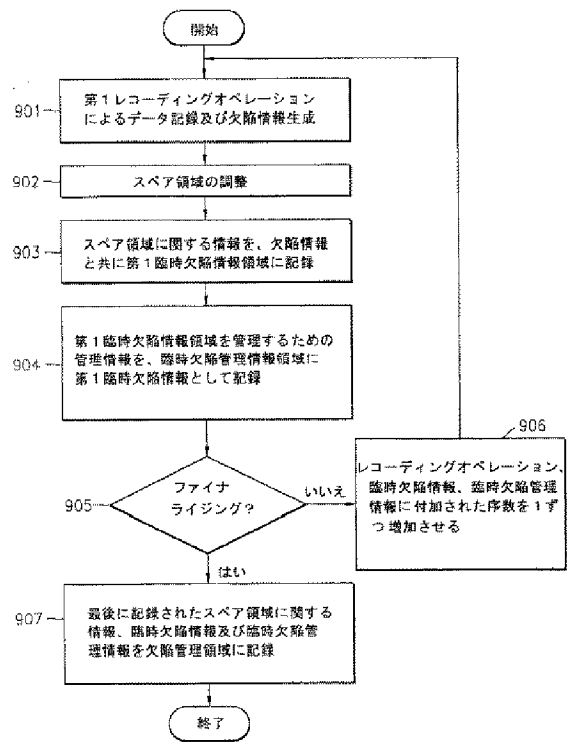 開始
901
第1レコーディングオペレーション
によるデータ記録及び欠陥情報生成
902
スペア領域の調整
903
スペア領域に関する情報を、欠陥情報
と共に第1臨時欠陥情報領域に記録
904
第1臨時欠陥情報領域を管理するための
管理情報を、臨時欠陥管理情報領域に
第1臨時欠陥情報として記録
905
ファイナ
ライジング?
いいえ
906
レコーディングオペレーション、
臨時欠陥情報、臨時欠陥管理
情報に付加された序数を1ず
つ増加させる
はい
907
最後に記録されたスペア領域に関する
情報、臨時欠陥情報及び臨時欠陥管
理情報を欠陥管理領域に記録
終了